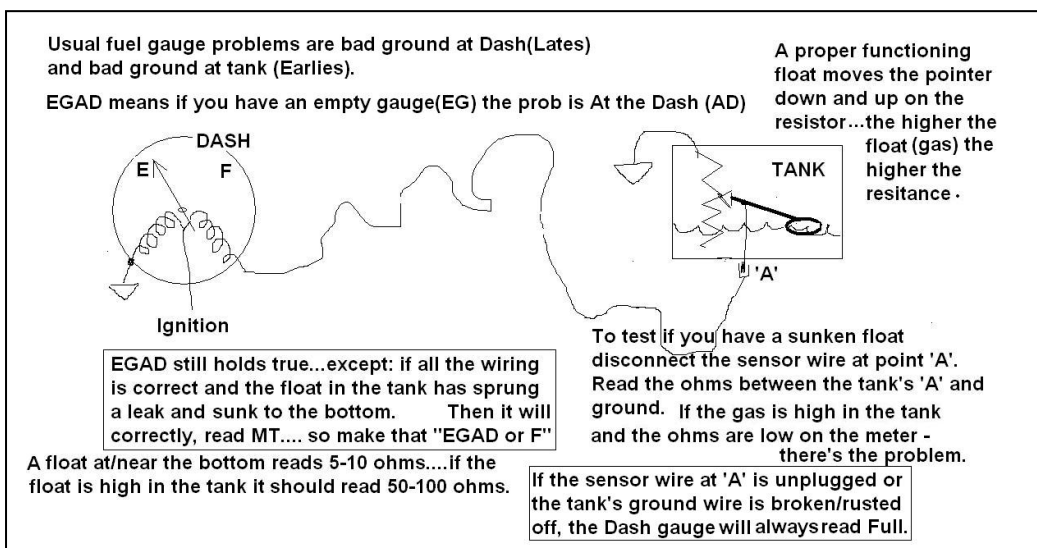 Usual fuel gauge problems are bad ground at Dash(Lates)
and bad ground at tank (Earlies).
EGAD means if you have an empty gauge(EG) the prob is At the Dash (AD)
A proper functioning
float moves the pointer
down and up on the
resistor...the higher the
float (gas) the
higher the
resitance.
DASH
E
F
TANK
'A'
Ignition
EGAD still holds true...except: if all the wiring
is correct and the float in the tank has sprung
a leak and sunk to the bottom. Then it will
correctly, read MT.... so make that "EGAD or F"
A float at/near the bottom reads 5-10 ohms....if the
float is high in the tank it should read 50-100 ohms.
To test if you have a sunken float
disconnect the sensor wire at point 'A'.
Read the ohms between the tank's 'A' and
ground. If the gas is high in the tank
and the ohms are low on the meter -
there's the problem.
If the sensor wire at 'A' is unplugged or
the tank's ground wire is broken/rusted
off, the Dash gauge will always read Full.